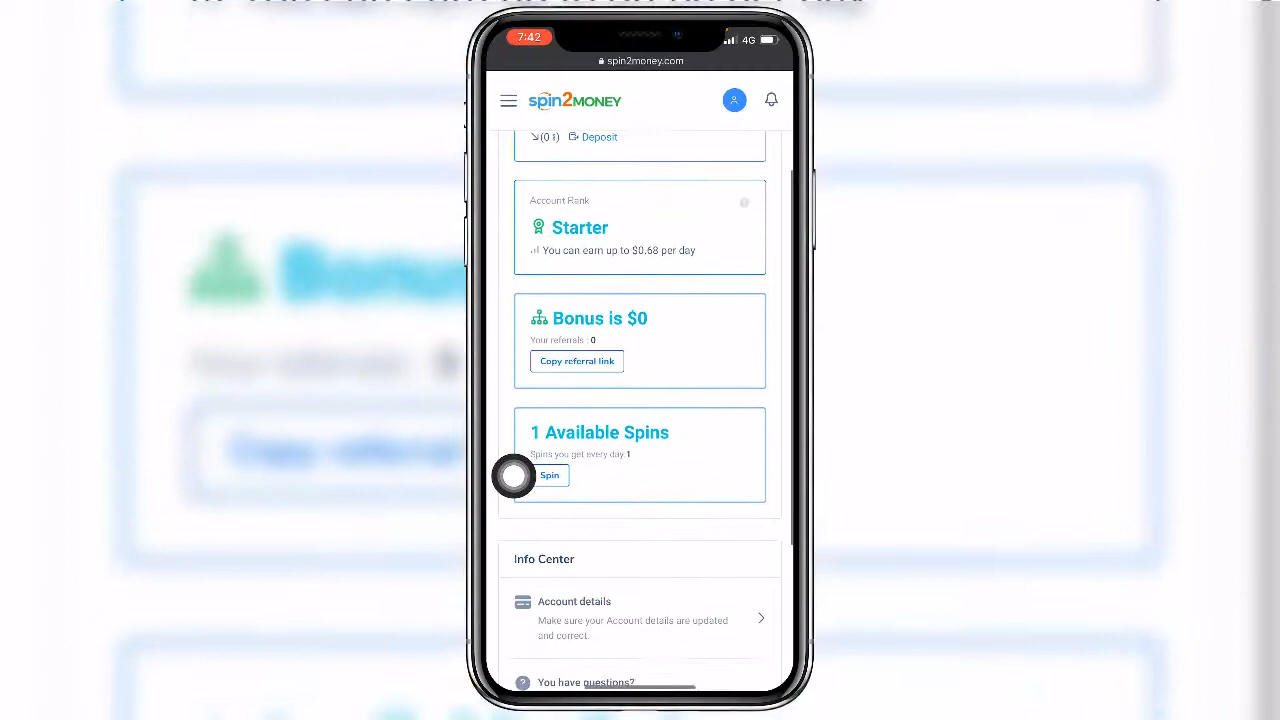 7:42
4G
spin2money.com
spin2MONEY
Deposit
Account Rank
Starter
You can earn up to $0.68 per day
Bonus is $0
Your referrals : 0
Copy referral link
1 Available Spins
Spins you get every day:1
Spin
Info Center
Account details
Make sure your Account details are updated
and correct.
You have questions?